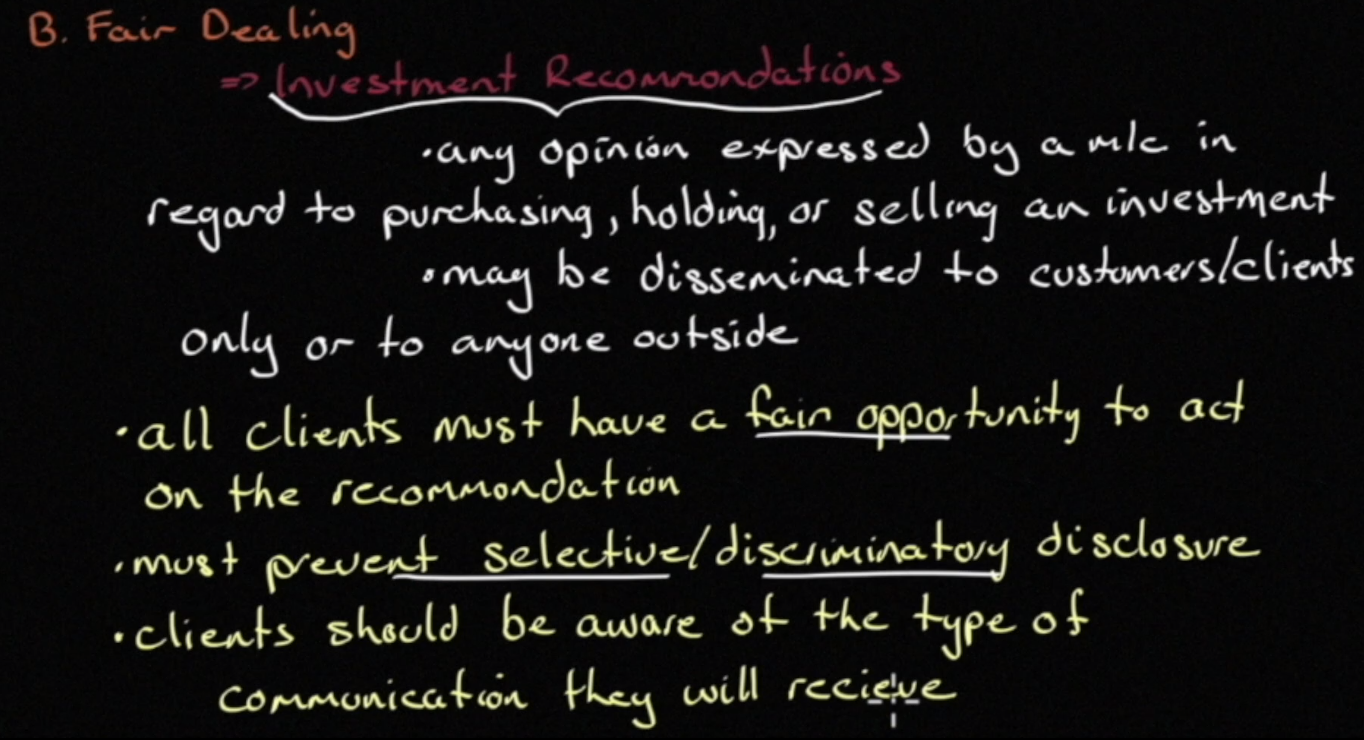 B. Fair Dealing
=> Investment Recommondations
•any opinion expressed by a m/c in
regard to purchasing, holding, or selling an investment
•may be disseminated to customers/clients
only or to anyone outside
•all clients must have a fair opportunity to act
on the recommondation
•must prevent selective/discriminatory disclosure
•clients should be aware of the type of
communication they will recieve